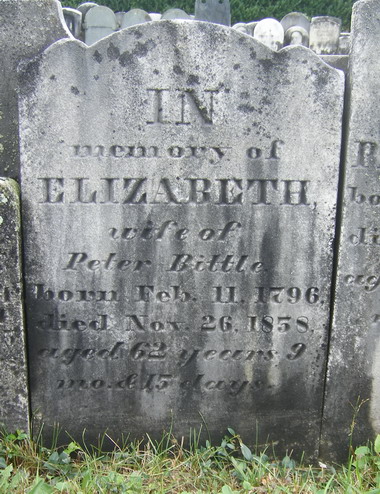 IN
memory of
ELIZABETH,
wife of
Peter Bittle
born Feb. 11, 1796,
died Nov. 26, 1858,
aged 62 years, 9
mo. & 15 days.